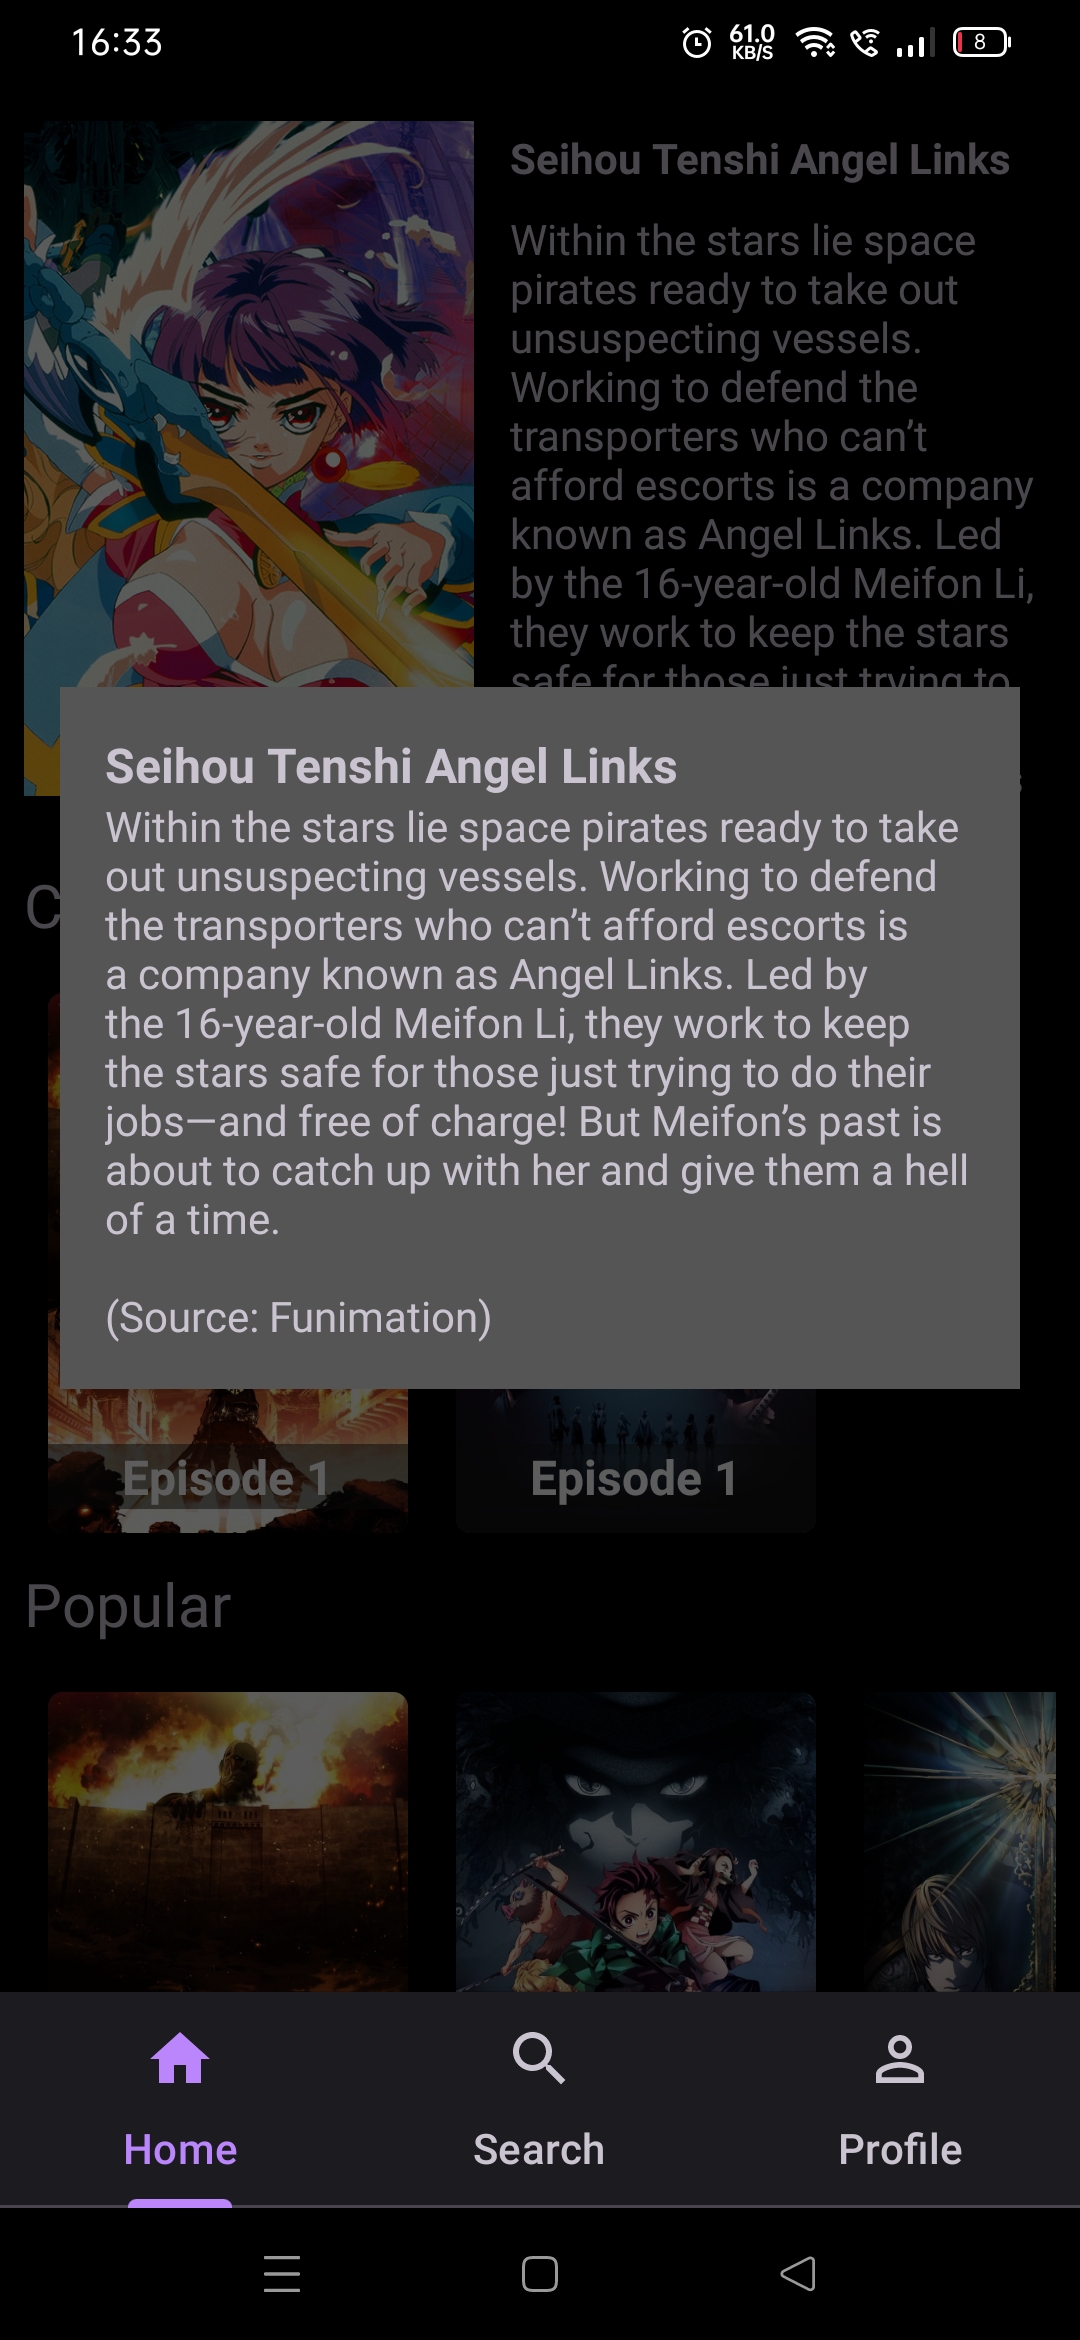 16:33
61.0
KB/S
8
Seihou Tenshi Angel Links
Within the stars lie space
pirates ready to take out
unsuspecting vessels.
Working to defend the
transporters who can’t
afford escorts is a company
known as Angel Links. Led
by the 16-year-old Meifon Li,
they work to keep the stars
safe for those just trying to
Seihou Tenshi Angel Links
Within the stars lie space pirates ready to take
out unsuspecting vessels. Working to defend
the transporters who can’t afford escorts is
a company known as Angel Links. Led by
the 16-year-old Meifon Li, they work to keep
the stars safe for those just trying to do their
jobs—and free of charge! But Meifon’s past is
about to catch up with her and give them a hell
of a time.
(Source: Funimation)
Episode 1
Episode 1
Popular
Home
Search
Profile